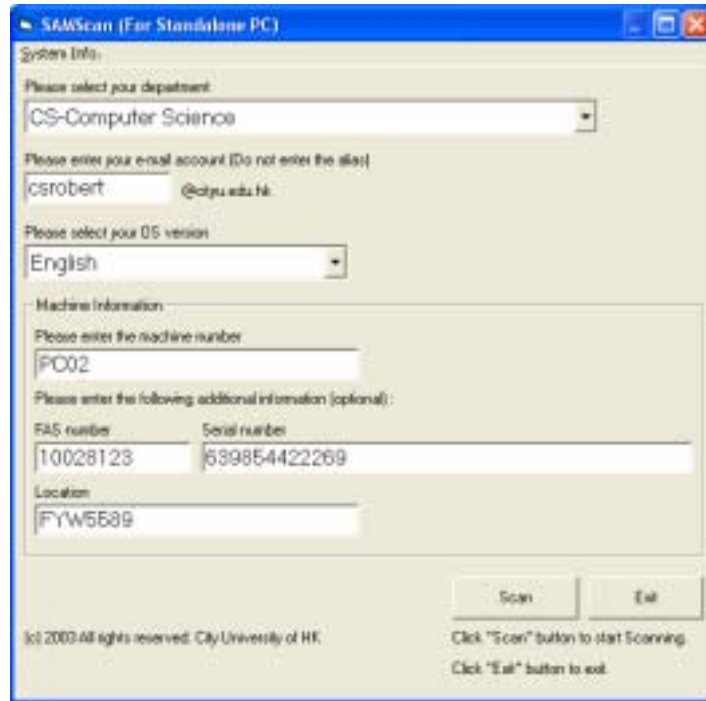 SAMScan (For Standalone PC)
System Info.
Please select your department
CS-Computer Science
Please enter your e-mail account (Do not enter the alias)
csrobert @cityu.edu.hk
Please select your OS version
English
Machine Information
Please enter the machine number
PC02
Please enter the following additional information (optional) :
FAS number Serial number
10028123 639854422269
Location
FYW5589
Scan Exit
(c) 2003 All rights reserved. City University of HK
Click "Scan" button to start Scanning.
Click "Exit" button to exit